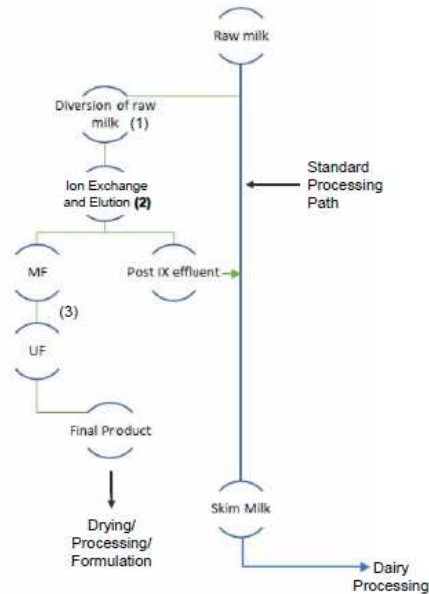 Raw milk
Diversion of raw
milk (1)
Standard
Processing
Path
Ion Exchange
and Elution (2)
MF
Post IX effluent
(3)
UF
Final Product
Skim Milk
Drying/
Processing/
Formulation
Dairy
Processing